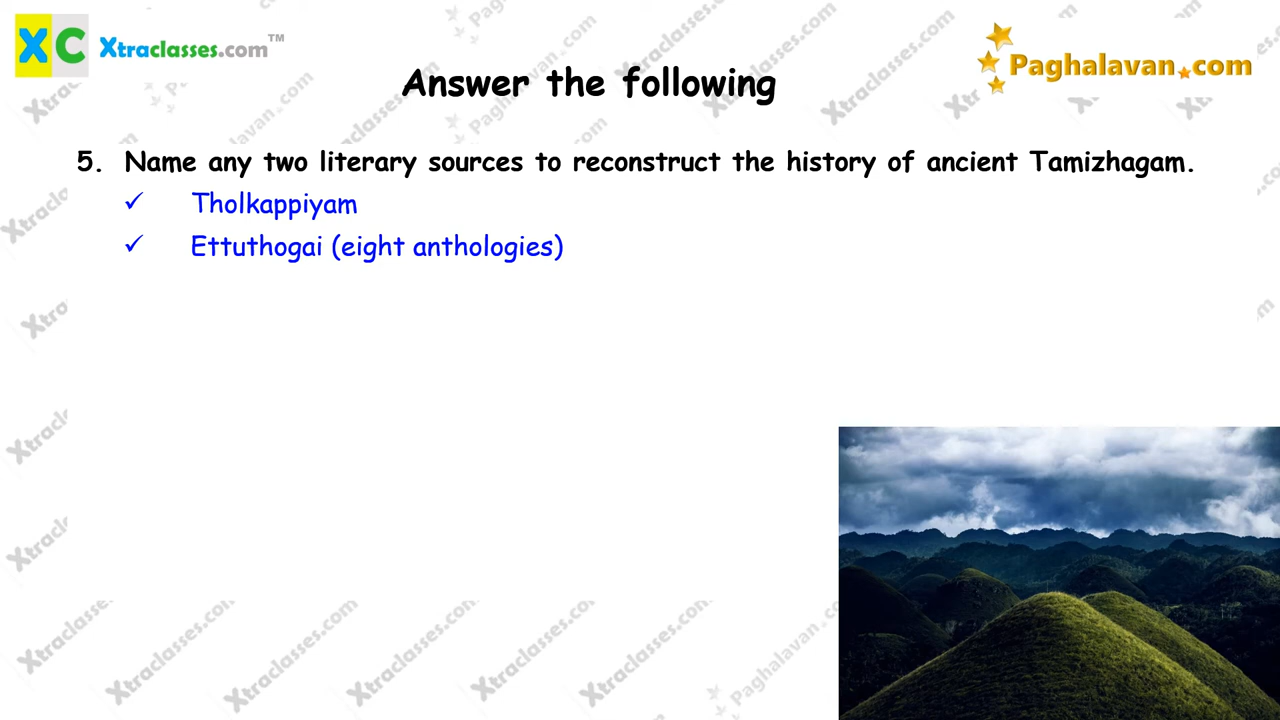 XC Xtraclasses.com™
Paghalavan.com
Answer the following
5. Name any two literary sources to reconstruct the history of ancient Tamizhagam.
✓ Tholkappiyam
✓ Ettuthogai (eight anthologies)